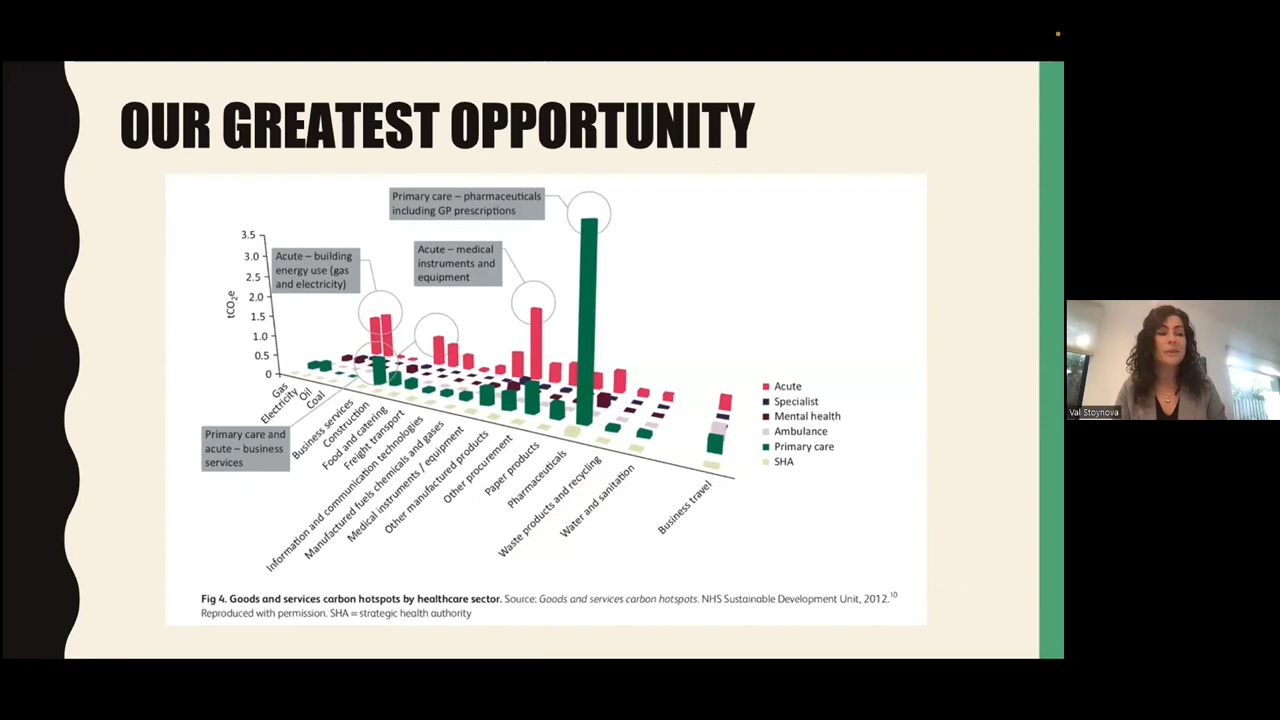 OUR GREATEST OPPORTUNITY
Primary care – pharmaceuticals
including GP prescriptions
Acute – building
energy use (gas
and electricity)
Acute – medical
instruments and
equipment
3.5
3.0
2.5
2.0
1.5
1.0
0.5
0
tCO₂e
Primary care and
acute – business
services
Gas
Electricity
Oil
Coal
Business services
Construction
Food and catering
Freight transport
Information and communication technologies
Manufactured fuels chemicals and gases
Medical instruments / equipment
Other manufactured products
Other procurement
Paper products
Pharmaceuticals
Waste products and recycling
Water and sanitation
Business travel
Acute
Specialist
Mental health
Ambulance
Primary care
SHA
Fig 4. Goods and services carbon hotspots by healthcare sector. Source: Goods and services carbon hotspots. NHS Sustainable Development Unit, 2012.¹⁰
Reproduced with permission. SHA = strategic health authority
Val Stoynova